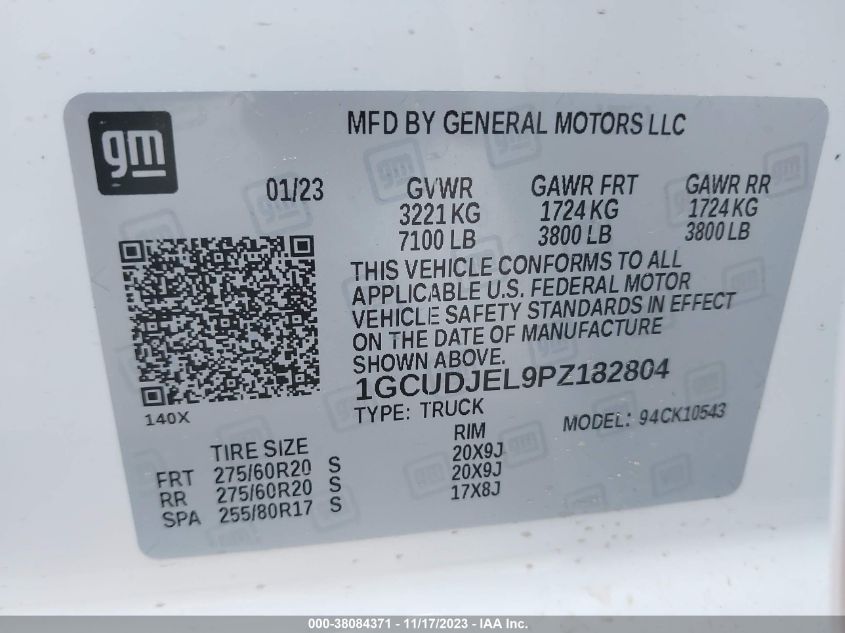 gm
MFD BY GENERAL MOTORS LLC
01/23 GVWR GAWR FRT GAWR RR
3221 KG 1724 KG 1724 KG
7100 LB 3800 LB 3800 LB
THIS VEHICLE CONFORMS TO ALL
APPLICABLE U.S. FEDERAL MOTOR
VEHICLE SAFETY STANDARDS IN EFFECT
ON THE DATE OF MANUFACTURE
SHOWN ABOVE.
1GCUDJEL9PZ182804
140X TYPE: TRUCK MODEL: 94CK10543
TIRE SIZE RIM
FRT 275/60R20 S 20X9J
RR 275/60R20 S 20X9J
SPA 255/80R17 S 17X8J
000-38084371 - 11/17/2023 - IAA Inc.